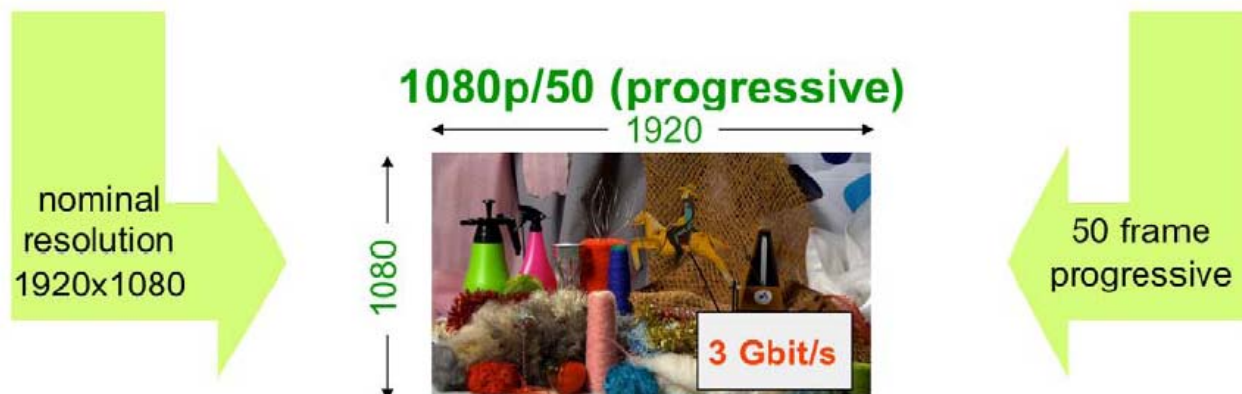 1080p/50 (progressive)
1920
nominal
resolution
1920x1080
1080
50 frame
progressive
3 Gbit/s